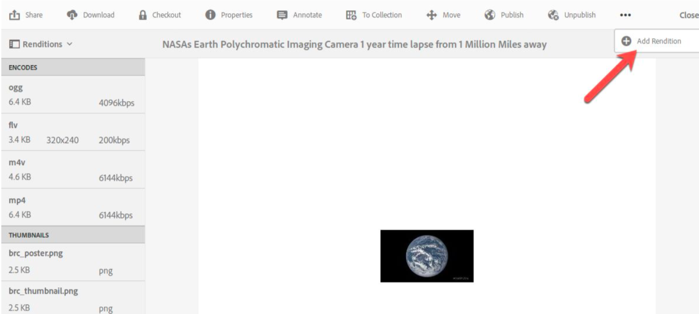 Share Download Checkout Properties Annotate To Collection Move Publish Unpublish ••• Close
Renditions NASAs Earth Polychromatic Imaging Camera 1 year time lapse from 1 Million Miles away Add Rendition
ENCODES
ogg
6.4 KB 4096kbps
flv
3.4 KB 320x240 200kbps
m4v
4.6 KB 6144kbps
mp4
6.4 KB 6144kbps
THUMBNAILS
brc_poster.png
2.5 KB png
brc_thumbnail.png
2.5 KB png